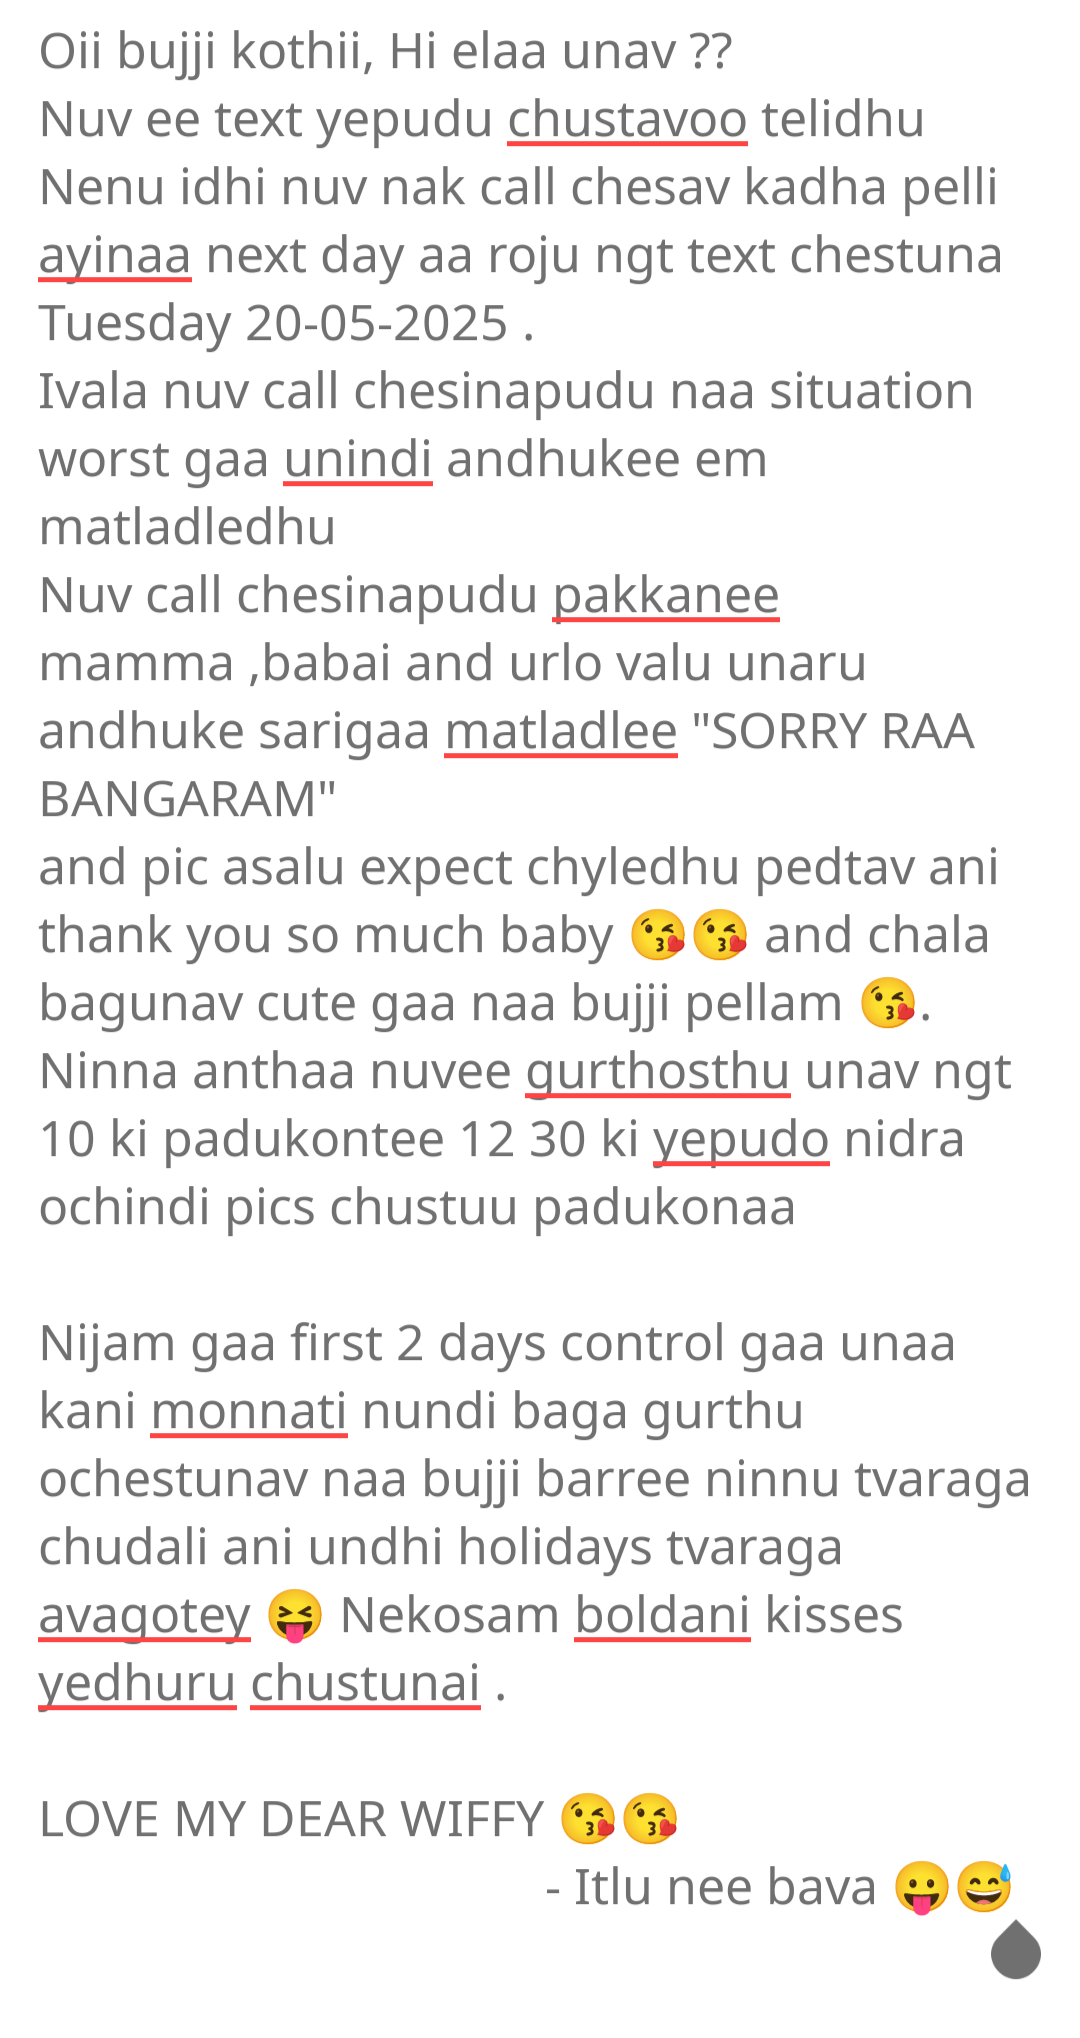 Oii bujji kothii, Hi elaa unav ??
Nuv ee text yepudu chustavoo telidhu
Nenu idhi nuv nak call chesav kadha pelli
ayinaa next day aa roju ngt text chestuna
Tuesday 20-05-2025 .
Ivala nuv call chesinapudu naa situation
worst gaa unindi andhukee em
matladledhu
Nuv call chesinapudu pakkanee
mamma ,babai and urlo valu unaru
andhuke sarigaa matladlee "SORRY RAA
BANGARAM"
and pic asalu expect chyledhu pedtav ani
thank you so much baby 😘😘 and chala
bagunav cute gaa naa bujji pellam 😘.
Ninna anthaa nuvee gurthosthu unav ngt
10 ki padukontee 12 30 ki yepudo nidra
ochindi pics chustuu padukonaa
Nijam gaa first 2 days control gaa unaa
kani monnati nundi baga gurthu
ochestunav naa bujji barree ninnu tvaraga
chudali ani undhi holidays tvaraga
avagotey 😝 Nekosam boldani kisses
yedhuru chustunai .
LOVE MY DEAR WIFFY 😘😘
- Itlu nee bava 😛😅